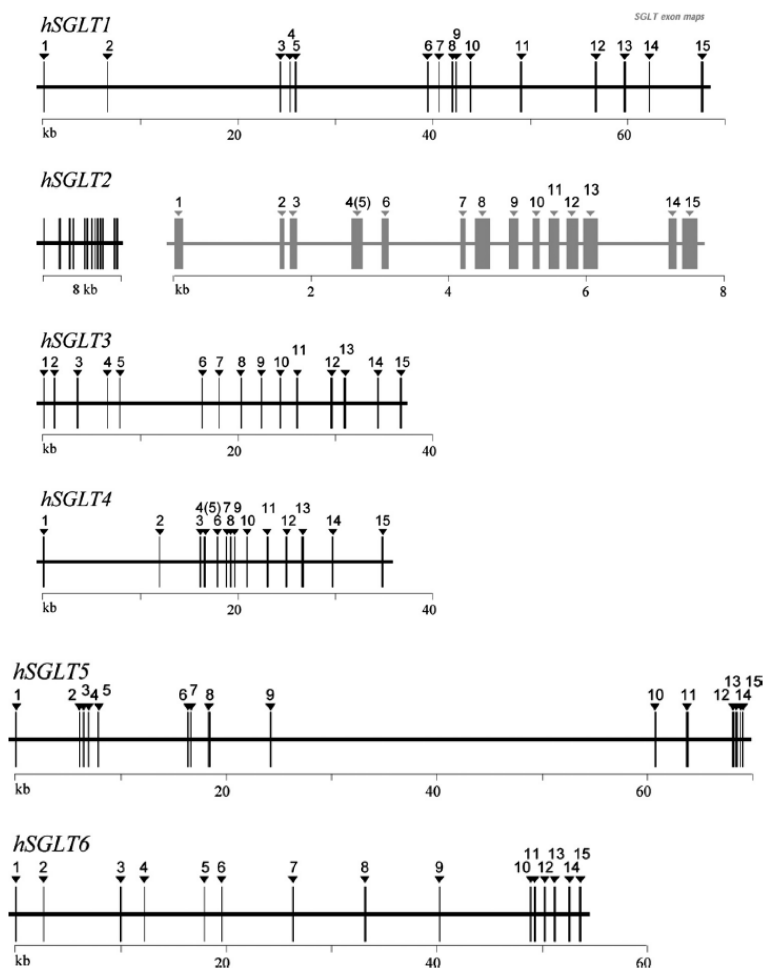 SGLT exon maps
hSGLT1
4 9
1 2 3 5 6 7 8 10 11 12 13 14 15
kb 20 40 60
hSGLT2
11 13
1 2 3 4(5) 6 7 8 9 10 12 14 15
8 kb
kb 2 4 6 8
hSGLT3
11 13
1 2 3 4 5 6 7 8 9 10 12 14 15
kb 20 40
hSGLT4
4(5) 7 9 11 13
1 2 3 6 8 10 12 14 15
kb 20 40
hSGLT5
13 15
1 2 3 4 5 6 7 8 9 10 11 12 14
kb 20 40 60
hSGLT6
11 13 15
1 2 3 4 5 6 7 8 9 10 12 14
kb 20 40 60